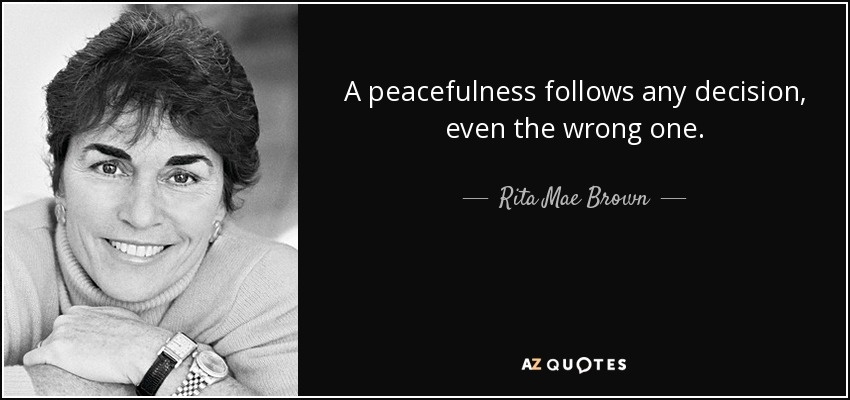 A peacefulness follows any decision,
even the wrong one.
Rita Mae Brown
AZ QUOTES